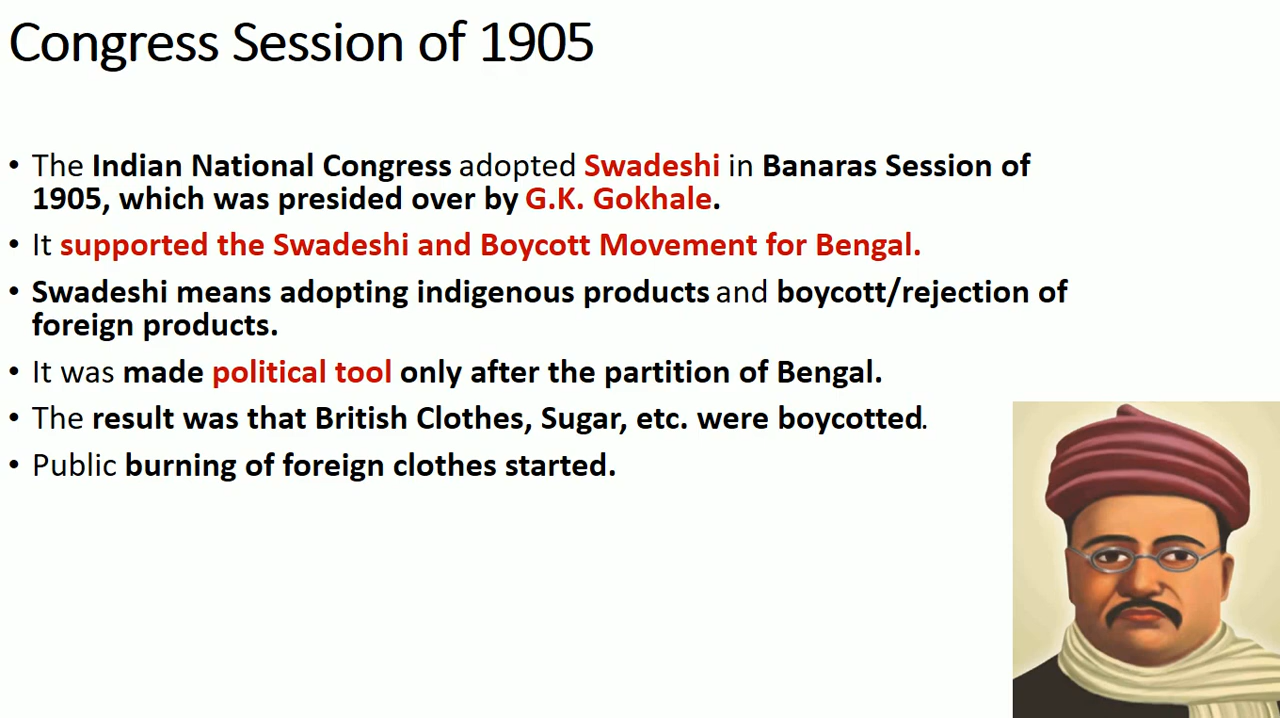 Congress Session of 1905
• The Indian National Congress adopted Swadeshi in Banaras Session of
1905, which was presided over by G.K. Gokhale.
• It supported the Swadeshi and Boycott Movement for Bengal.
• Swadeshi means adopting indigenous products and boycott/rejection of
foreign products.
• It was made political tool only after the partition of Bengal.
• The result was that British Clothes, Sugar, etc. were boycotted.
• Public burning of foreign clothes started.